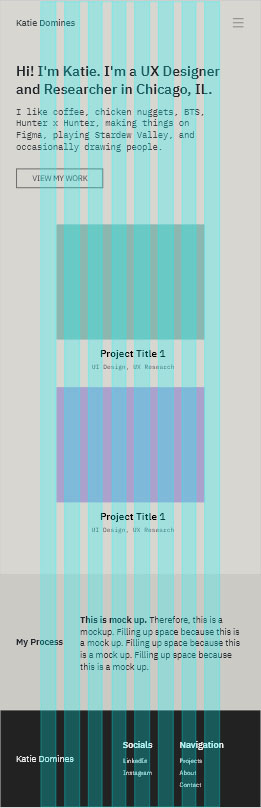 Katie Domines
Hi! I'm Katie. I'm a UX Designer
and Researcher in Chicago, IL.
I like coffee, chicken nuggets, BTS,
Hunter x Hunter, making things on
Figma, playing Stardew Valley, and
occasionally drawing people.
VIEW MY WORK
Project Title 1
UI Design, UX Research
Project Title 1
UI Design, UX Research
My Process
This is mock up. Therefore, this is a
mockup. Filling up space because this is
a mock up. Filling up space because this
is a mock up. Filling up space because
this is a mock up.
Katie Domines
Socials
LinkedIn
Instagram
Navigation
Projects
About
Contact